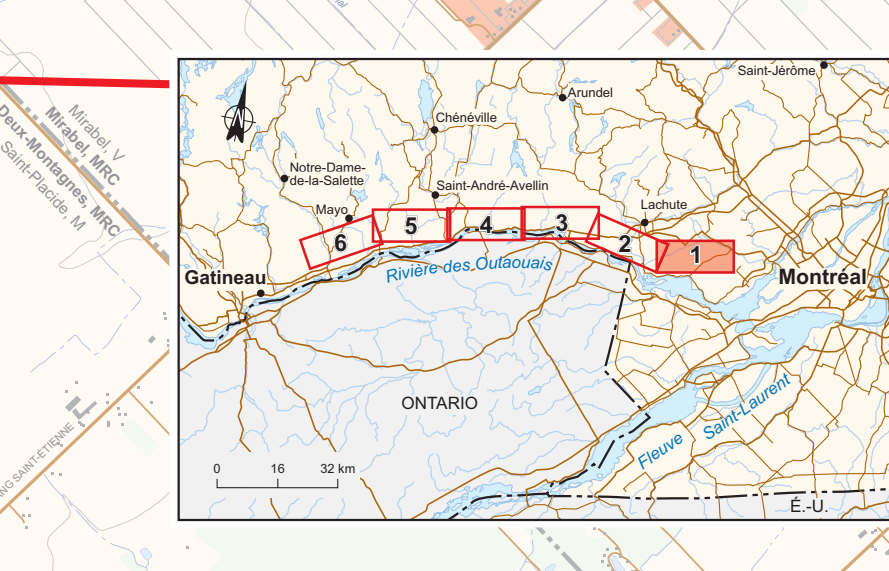 Mirabel, V
Mirabel, MRC
Deux-Montagnes, MRC
Saint-Placide, M
NG SAINT-ÉTIENNE
Saint-Jérôme
Arundel
Chénéville
Notre-Dame-
de-la-Salette
Saint-André-Avellin
Mayo
Lachute
6
5
4
3
2
1
Gatineau
Rivière des Outaouais
Montréal
ONTARIO
Fleuve Saint-Laurent
0 16 32 km
É.-U.